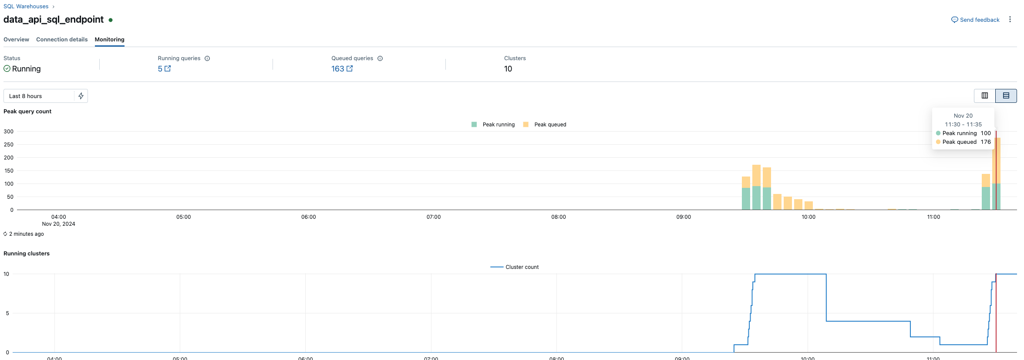 SQL Warehouses ›
data_api_sql_endpoint
Send feedback
Overview Connection details Monitoring
Status Running queries Queued queries Clusters
Running 5 163 10
Last 8 hours
Peak query count
Peak running Peak queued
Nov 20
11:30 - 11:35
Peak running 100
Peak queued 176
300
250
200
150
100
50
0
04:00 05:00 06:00 07:00 08:00 09:00 10:00 11:00
Nov 20, 2024
2 minutes ago
Running clusters
Cluster count
10
5
0
04:00 05:00 06:00 07:00 08:00 09:00 10:00 11:00